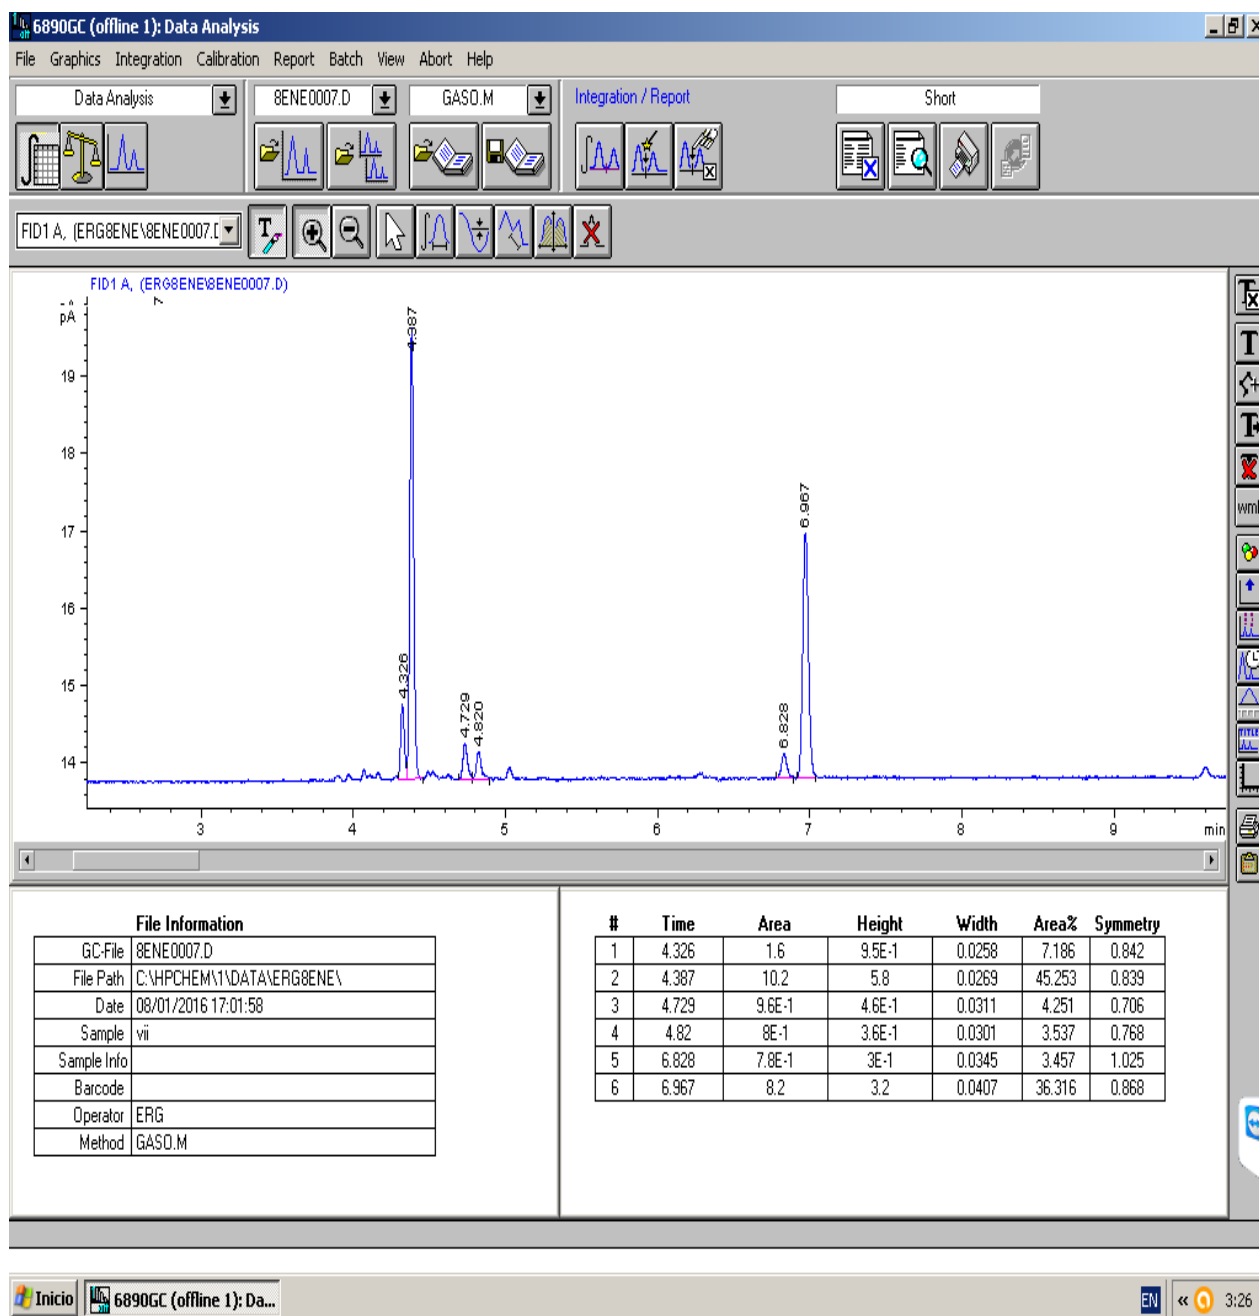 6890GC (offline 1): Data Analysis
File Graphics Integration Calibration Report Batch View Abort Help
Data Analysis 8ENE0007.D GASO.M Integration / Report Short
FID1 A, (ERG8ENE\8ENE0007.D
FID1 A, (ERG8ENE\8ENE0007.D)
pA
4.387
19
18
6.967
17
16
4.326
15
4.729
4.820
6.828
14
3 4 5 6 7 8 9 min
File Information
GC-File 8ENE0007.D
File Path C:\HPCHEM\1\DATA\ERG8ENE\
Date 08/01/2016 17:01:58
Sample vii
Sample Info
Barcode
Operator ERG
Method GASO.M
# Time Area Height Width Area% Symmetry
1 4.326 1.6 9.5E-1 0.0258 7.186 0.842
2 4.387 10.2 5.8 0.0269 45.253 0.839
3 4.729 9.6E-1 4.6E-1 0.0311 4.251 0.706
4 4.82 8E-1 3.6E-1 0.0301 3.537 0.768
5 6.828 7.8E-1 3E-1 0.0345 3.457 1.025
6 6.967 8.2 3.2 0.0407 36.316 0.868
Inicio 6890GC (offline 1): Da... EN « 3:26